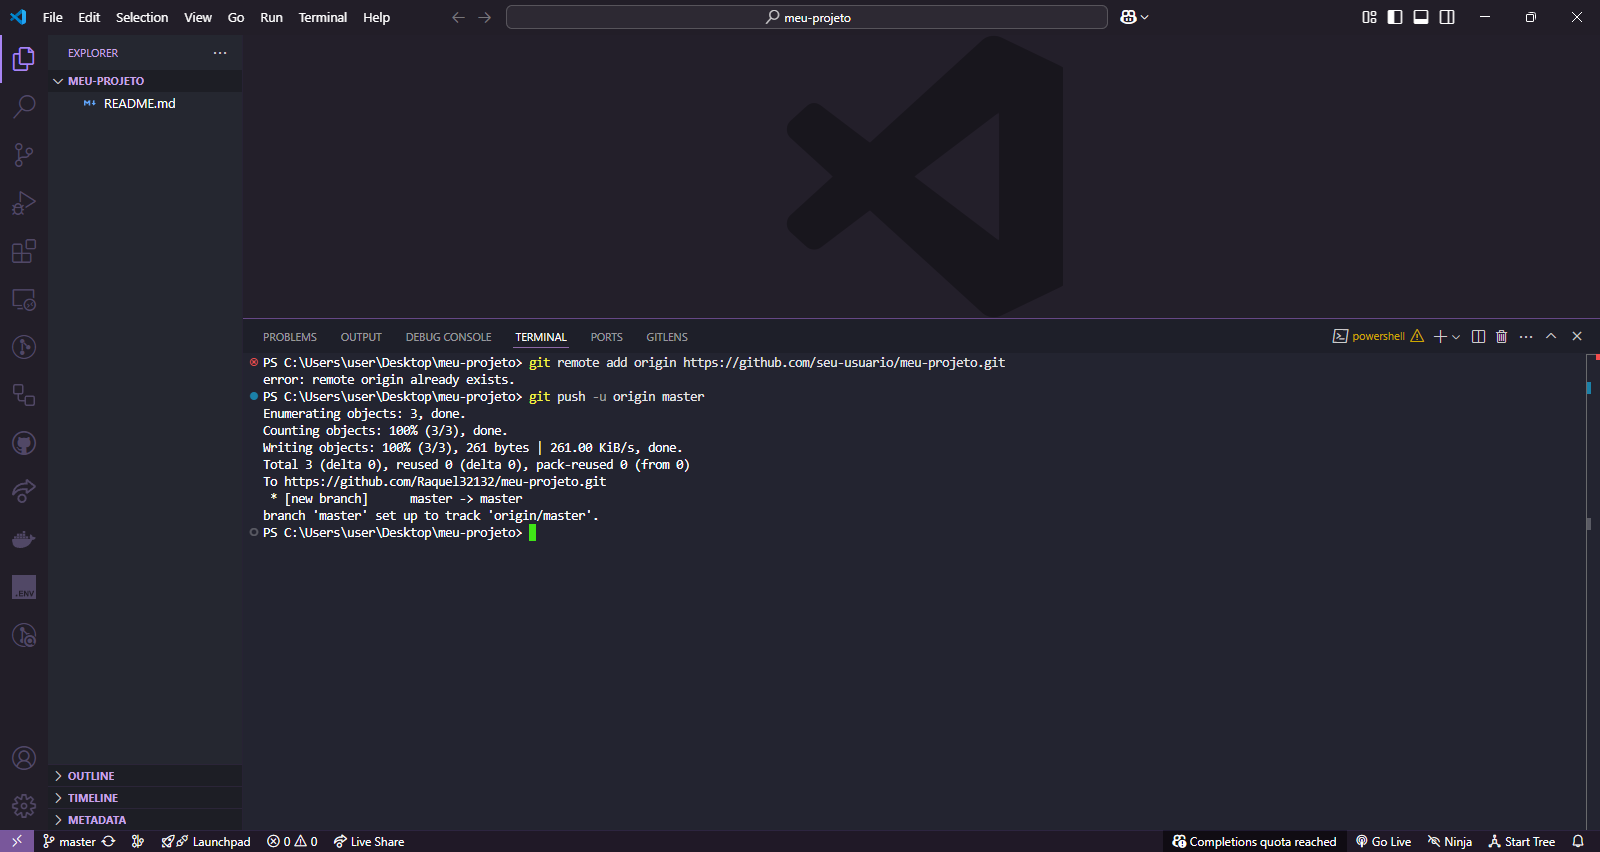 File Edit Selection View Go Run Terminal Help
meu-projeto
EXPLORER
MEU-PROJETO
README.md
.ENV
OUTLINE
TIMELINE
METADATA
PROBLEMS OUTPUT DEBUG CONSOLE TERMINAL PORTS GITLENS
powershell
PS C:\Users\user\Desktop\meu-projeto> git remote add origin https://github.com/seu-usuario/meu-projeto.git
error: remote origin already exists.
PS C:\Users\user\Desktop\meu-projeto> git push -u origin master
Enumerating objects: 3, done.
Counting objects: 100% (3/3), done.
Writing objects: 100% (3/3), 261 bytes | 261.00 KiB/s, done.
Total 3 (delta 0), reused 0 (delta 0), pack-reused 0 (from 0)
To https://github.com/Raquel32132/meu-projeto.git
 * [new branch]      master -> master
branch 'master' set up to track 'origin/master'.
PS C:\Users\user\Desktop\meu-projeto>
master Launchpad 0 0 Live Share Completions quota reached Go Live Ninja Start Tree